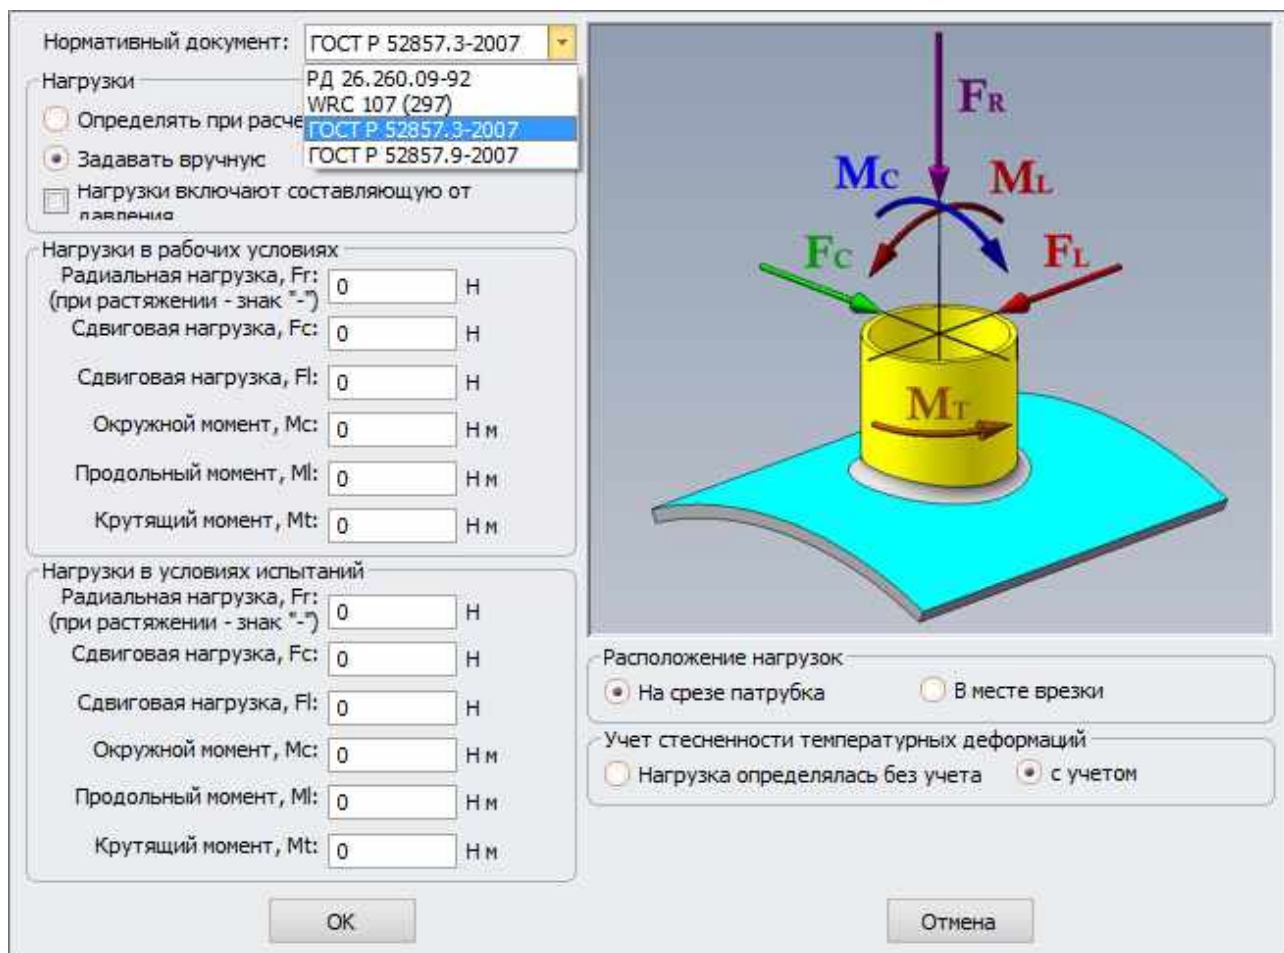 Нормативный документ: ГОСТ Р 52857.3-2007
РД 26.260.09-92
WRC 107 (297)
ГОСТ Р 52857.3-2007
ГОСТ Р 52857.9-2007
Нагрузки
Определять при расче
Задавать вручную
Нагрузки включают составляющую от
давления
Нагрузки в рабочих условиях
Радиальная нагрузка, Fr: 0 Н
(при растяжении - знак "-")
Сдвиговая нагрузка, Fc: 0 Н
Сдвиговая нагрузка, Fl: 0 Н
Окружной момент, Mc: 0 Н м
Продольный момент, Ml: 0 Н м
Крутящий момент, Mt: 0 Н м
Нагрузки в условиях испытаний
Радиальная нагрузка, Fr: 0 Н
(при растяжении - знак "-")
Сдвиговая нагрузка, Fc: 0 Н
Сдвиговая нагрузка, Fl: 0 Н
Окружной момент, Mc: 0 Н м
Продольный момент, Ml: 0 Н м
Крутящий момент, Mt: 0 Н м
FR
MC ML
FC FL
MT
Расположение нагрузок
На срезе патрубка В месте врезки
Учет стесненности температурных деформаций
Нагрузка определялась без учета с учетом
OK Отмена